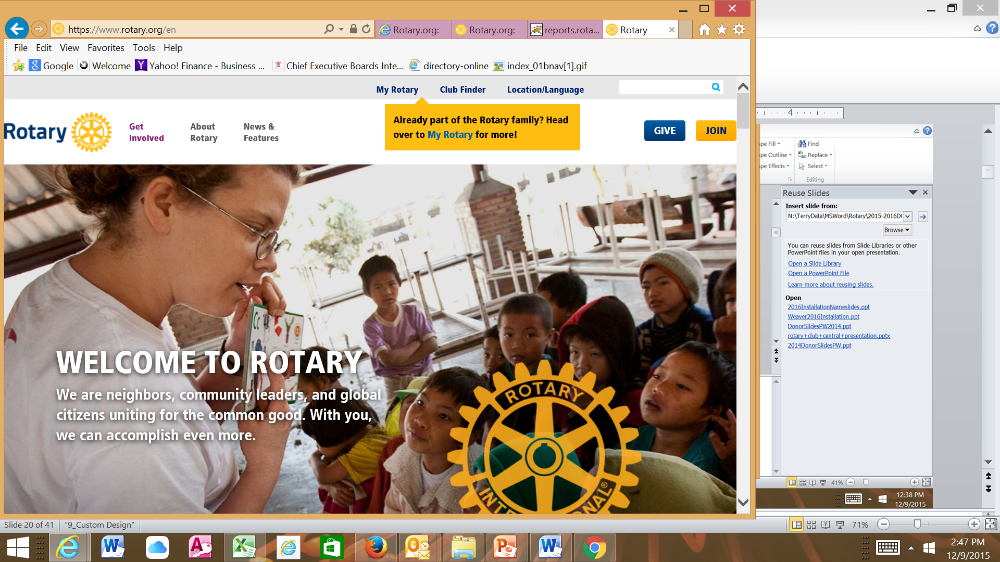 https://www.rotary.org/en
Rotary.org:
Rotary.org:
reports.rota...
Rotary
File Edit View Favorites Tools Help
Google Welcome Yahoo! Finance - Business ... Chief Executive Boards Inte... directory-online index_01bnav[1].gif
My Rotary Club Finder Location/Language
Rotary
Get
Involved
About
Rotary
News &
Features
Already part of the Rotary family? Head
over to My Rotary for more!
GIVE JOIN
WELCOME TO ROTARY
We are neighbors, community leaders, and global
citizens uniting for the common good. With you,
we can accomplish even more.
Cc
ROTARY
INTERNATIONAL®
4
pe Fill
Find
pe Outline
Replace
pe Effects
Select
Editing
Reuse Slides
Insert slide from:
N:\TerryData\MSWord\Rotary\2015-2016D
Browse
You can reuse slides from Slide Libraries or other
PowerPoint files in your open presentation.
Open a Slide Library
Open a PowerPoint File
Learn more about reusing slides.
Open
2016InstallationNameslides.ppt
Weaver2016Installation.ppt
DonorSlidesPW2014.ppt
rotary+club+central+presentation.pptx
2014DonorSlidesPW.ppt
41%
12:38 PM
12/9/2015
Slide 20 of 41 "9_Custom Design"
71%
2:47 PM
12/9/2015